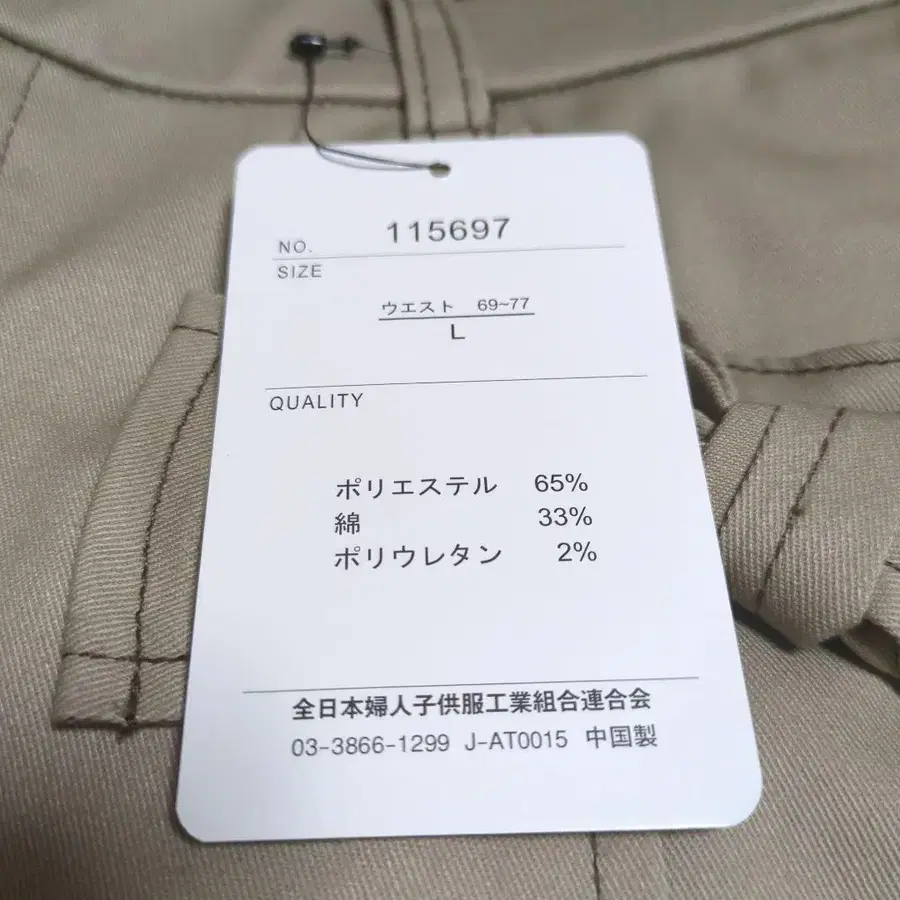 NO. 115697
SIZE
ウエスト 69~77
L
QUALITY
ポリエステル 65%
綿 33%
ポリウレタン 2%
全日本婦人子供服工業組合連合会
03-3866-1299 J-AT0015 中国製